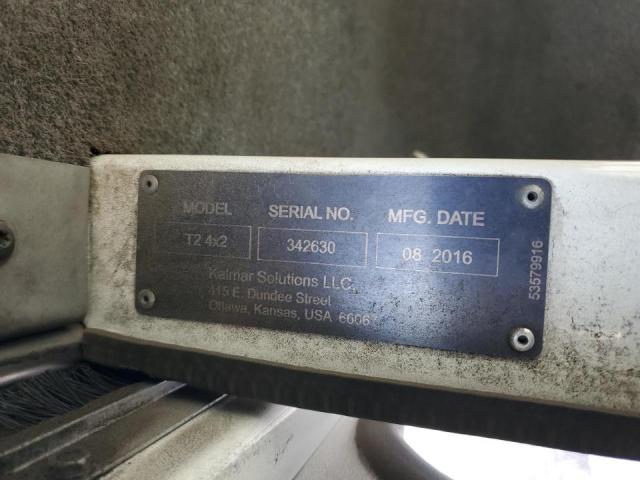 MODEL SERIAL NO. MFG. DATE
T2 4x2 342630 08 2016
Kalmar Solutions LLC.
415 E. Dundee Street
Ottawa, Kansas, USA
53579916